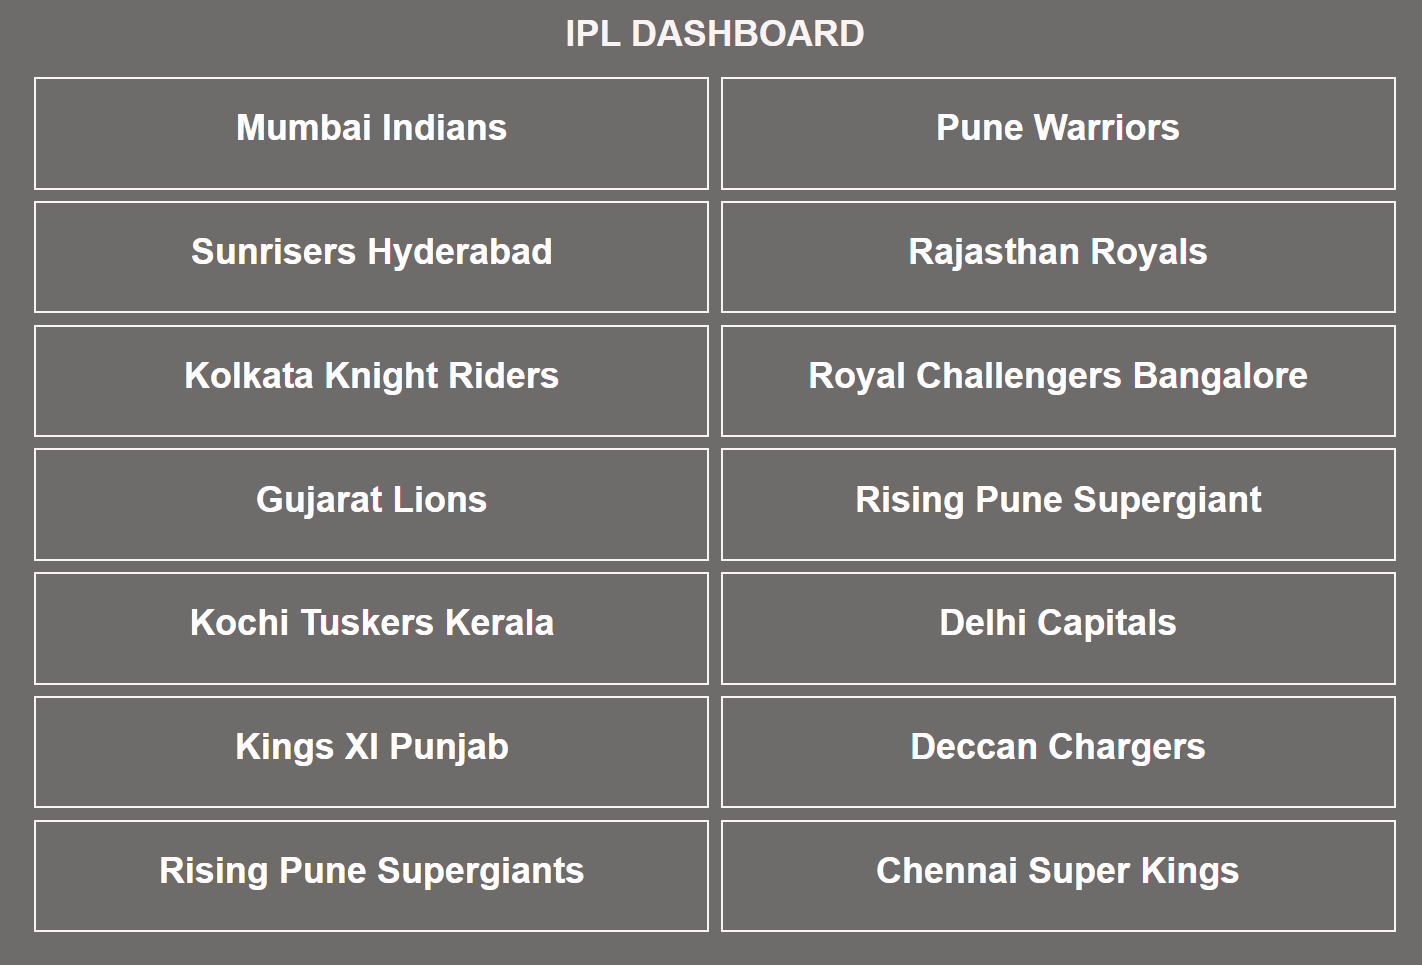 IPL DASHBOARD
Mumbai Indians
Pune Warriors
Sunrisers Hyderabad
Rajasthan Royals
Kolkata Knight Riders
Royal Challengers Bangalore
Gujarat Lions
Rising Pune Supergiant
Kochi Tuskers Kerala
Delhi Capitals
Kings XI Punjab
Deccan Chargers
Rising Pune Supergiants
Chennai Super Kings